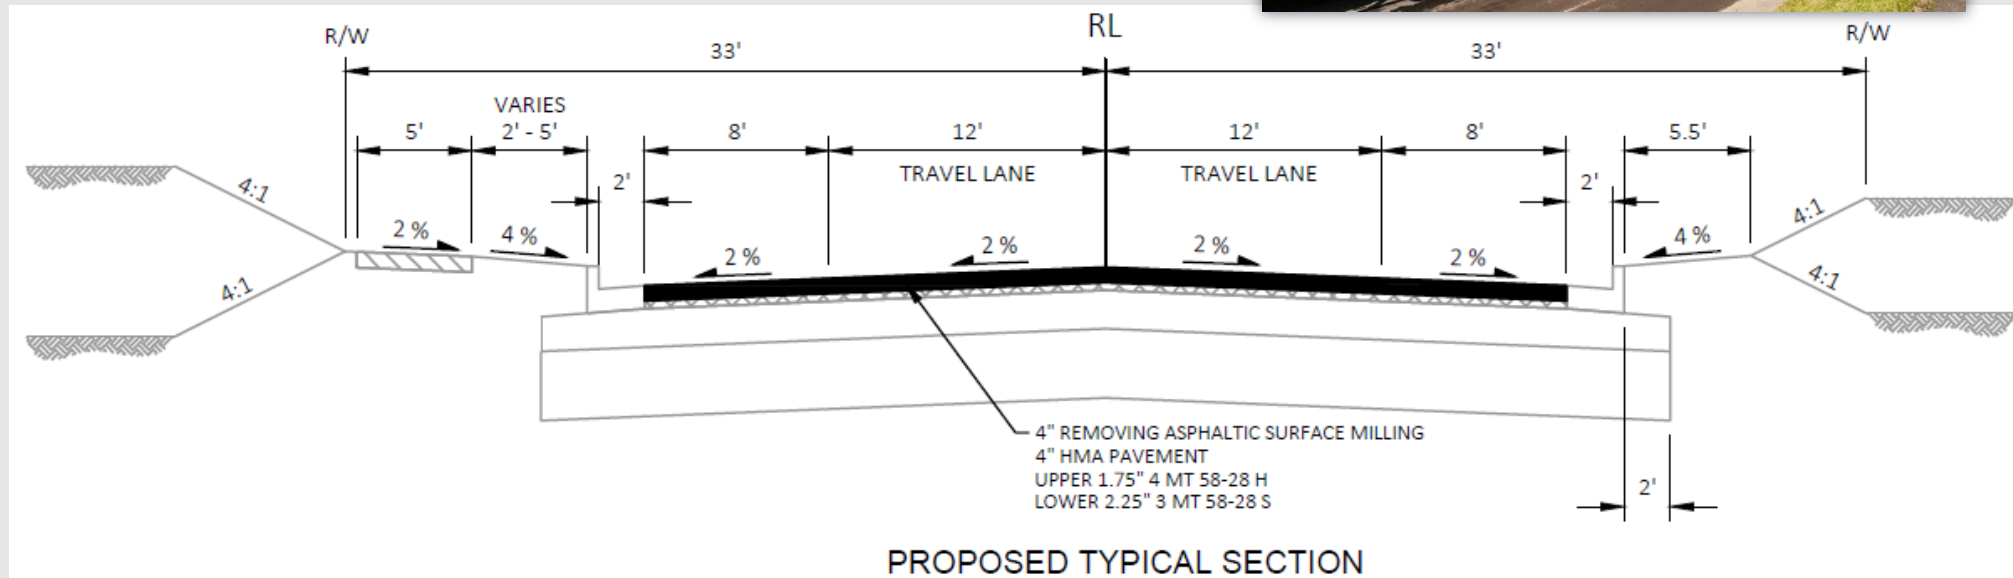 R/W
RL
R/W
33'
33'
VARIES
5'
2' - 5'
8'
12'
12'
8'
5.5'
TRAVEL LANE
TRAVEL LANE
2'
2'
4:1
4:1
2 %
4 %
2 %
2 %
2 %
2 %
4 %
4:1
4:1
4" REMOVING ASPHALTIC SURFACE MILLING
4" HMA PAVEMENT
UPPER 1.75" 4 MT 58-28 H
LOWER 2.25" 3 MT 58-28 S
2'
PROPOSED TYPICAL SECTION